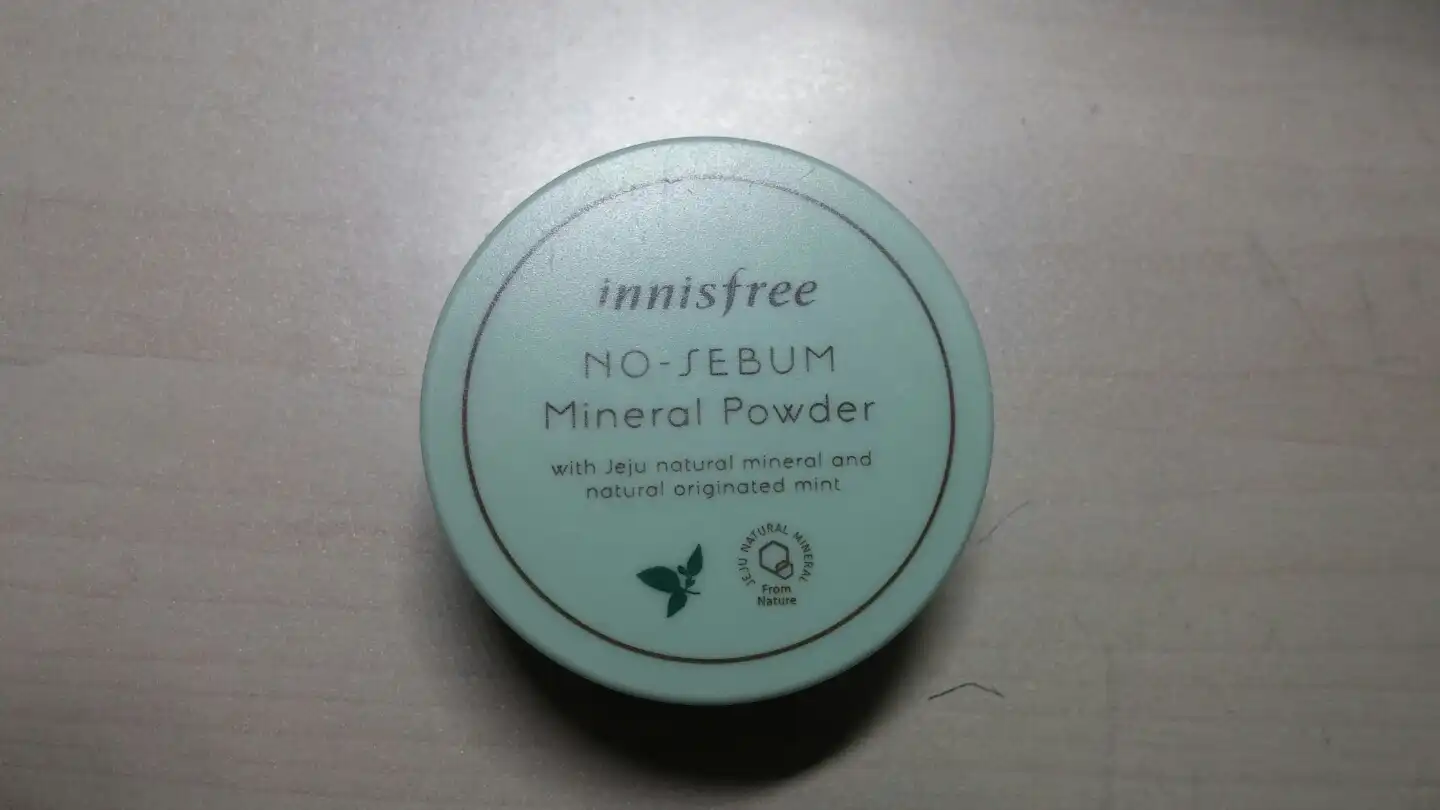 innisfree
NO-SEBUM
Mineral Powder
with Jeju natural mineral and
natural originated mint
JEJU NATURAL MINERAL
From
Nature